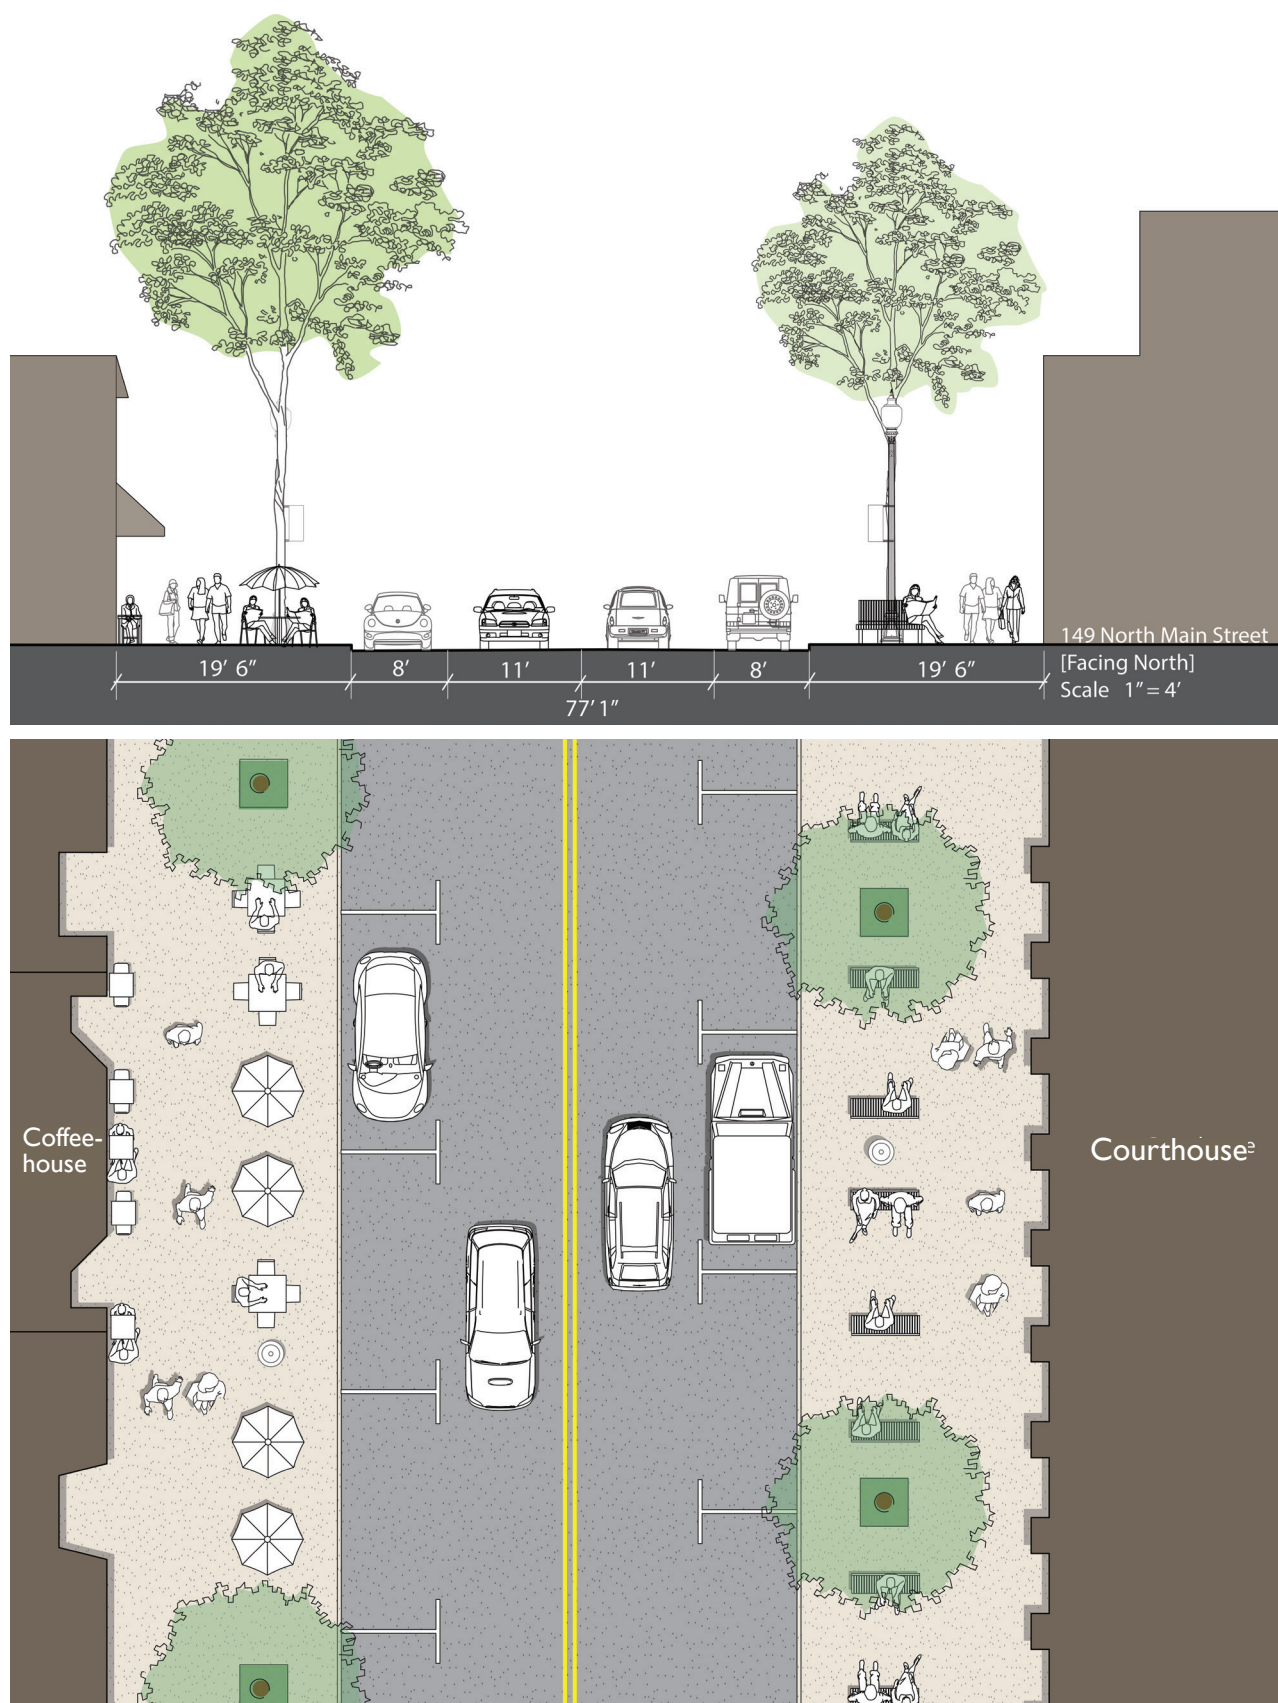 19' 6"
8'
11'
11'
8'
19' 6"
77' 1"
149 North Main Street
[Facing North]
Scale 1" = 4'
Coffee-
house
Courthouse